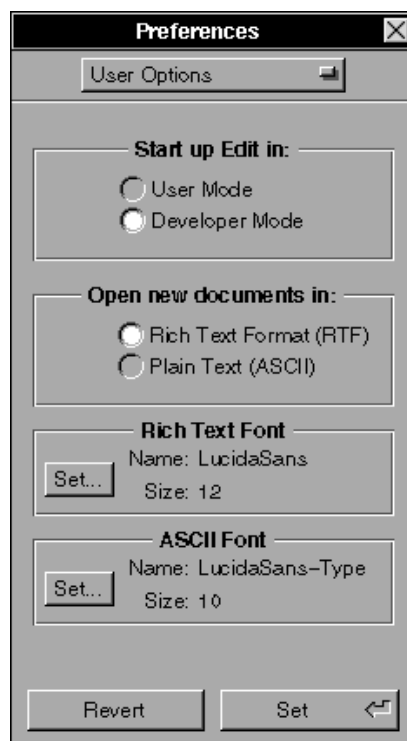 Preferences
User Options
Start up Edit in:
User Mode
Developer Mode
Open new documents in:
Rich Text Format (RTF)
Plain Text (ASCII)
Rich Text Font
Name: LucidaSans
Set...
Size: 12
ASCII Font
Name: LucidaSans-Type
Set...
Size: 10
Revert Set